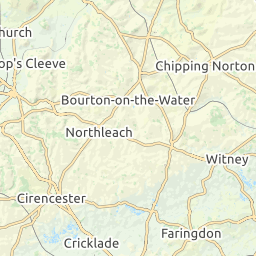 hurch
op's Cleeve
Chipping Norton
Bourton-on-the-Water
Northleach
Witney
Cirencester
Faringdon
Cricklade